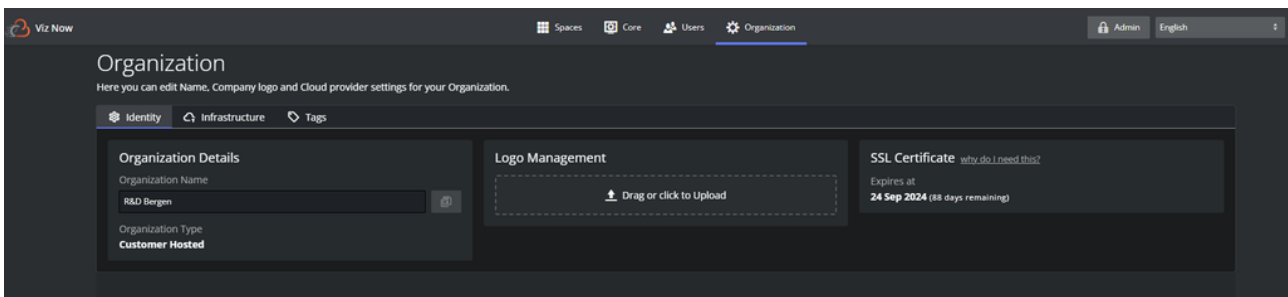 Viz Now
Spaces
Core
Users
Organization
Admin
English
Organization
Here you can edit Name, Company logo and Cloud provider settings for your Organization.
Identity
Infrastructure
Tags
Organization Details
Organization Name
R&D Bergen
Organization Type
Customer Hosted
Logo Management
Drag or click to Upload
SSL Certificate why do I need this?
Expires at
24 Sep 2024 (88 days remaining)